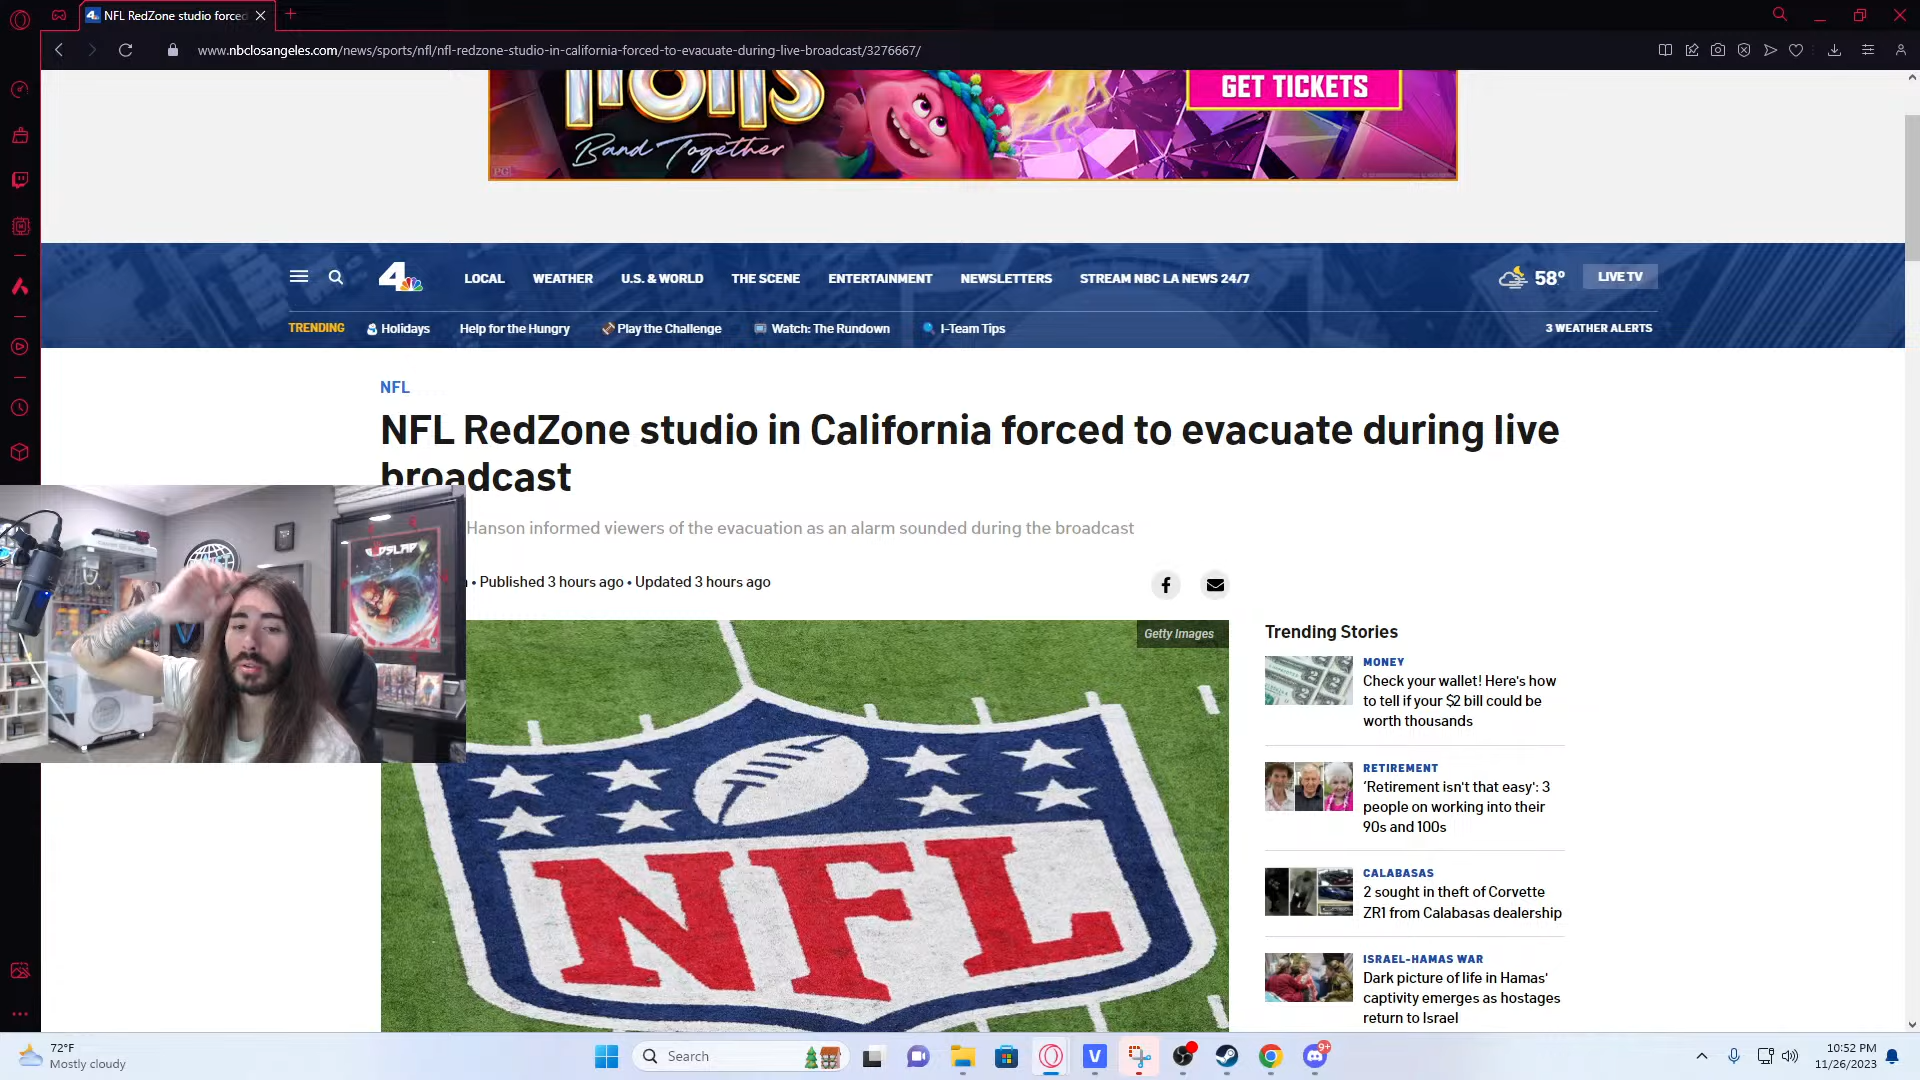 NFL RedZone studio forced
www.nbclosangeles.com/news/sports/nfl/nfl-redzone-studio-in-california-forced-to-evacuate-during-live-broadcast/3276667/
Trolls
Band Together
PG
GET TICKETS
4
LOCAL
WEATHER
U.S. & WORLD
THE SCENE
ENTERTAINMENT
NEWSLETTERS
STREAM NBC LA NEWS 24/7
58°
LIVE TV
TRENDING
Holidays
Help for the Hungry
Play the Challenge
Watch: The Rundown
I-Team Tips
3 WEATHER ALERTS
NFL
NFL RedZone studio in California forced to evacuate during live
broadcast
Hanson informed viewers of the evacuation as an alarm sounded during the broadcast
• Published 3 hours ago • Updated 3 hours ago
Getty Images
NFL
Trending Stories
MONEY
Check your wallet! Here's how
to tell if your $2 bill could be
worth thousands
RETIREMENT
‘Retirement isn't that easy’: 3
people on working into their
90s and 100s
CALABASAS
2 sought in theft of Corvette
ZR1 from Calabasas dealership
ISRAEL-HAMAS WAR
Dark picture of life in Hamas'
captivity emerges as hostages
return to Israel
72°F
Mostly cloudy
Search
V
9+
10:52 PM
11/26/2023